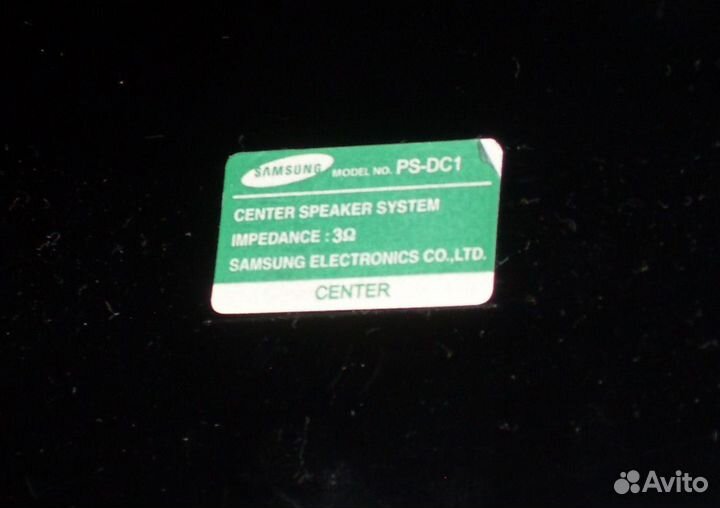 SAMSUNG MODEL NO. PS-DC1
CENTER SPEAKER SYSTEM
IMPEDANCE : 3Ω
SAMSUNG ELECTRONICS CO.,LTD.
CENTER
Avito